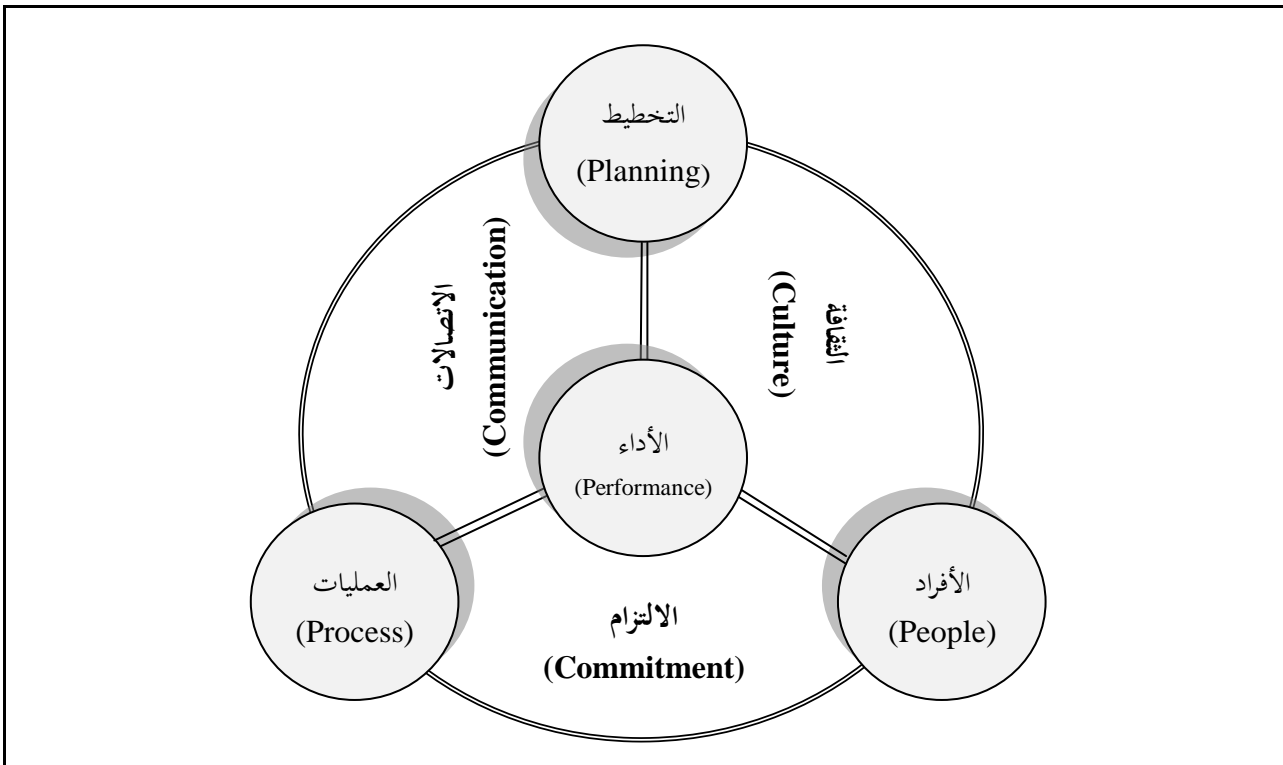 التخطيط
(Planning)
الاتصالات
(Communication)
الثقافة
(Culture)
الأداء
(Performance)
العمليات
(Process)
الأفراد
(People)
الالتزام
(Commitment)